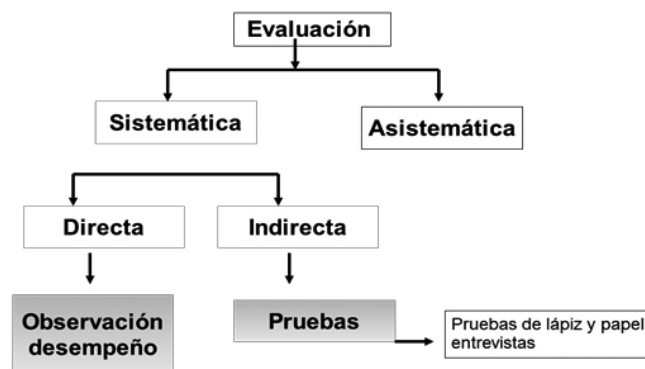 Evaluación
Sistemática
Asistemática
Directa
Indirecta
Observación
desempeño
Pruebas
Pruebas de lápiz y papel
entrevistas